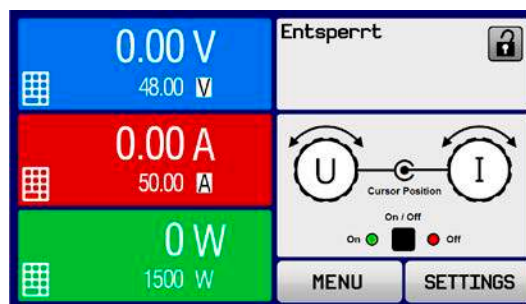 0.00 V
48.00 V
0.00 A
50.00 A
0 W
1500 W
Entsperrt
U
I
Cursor Position
On / Off
On
Off
MENU
SETTINGS